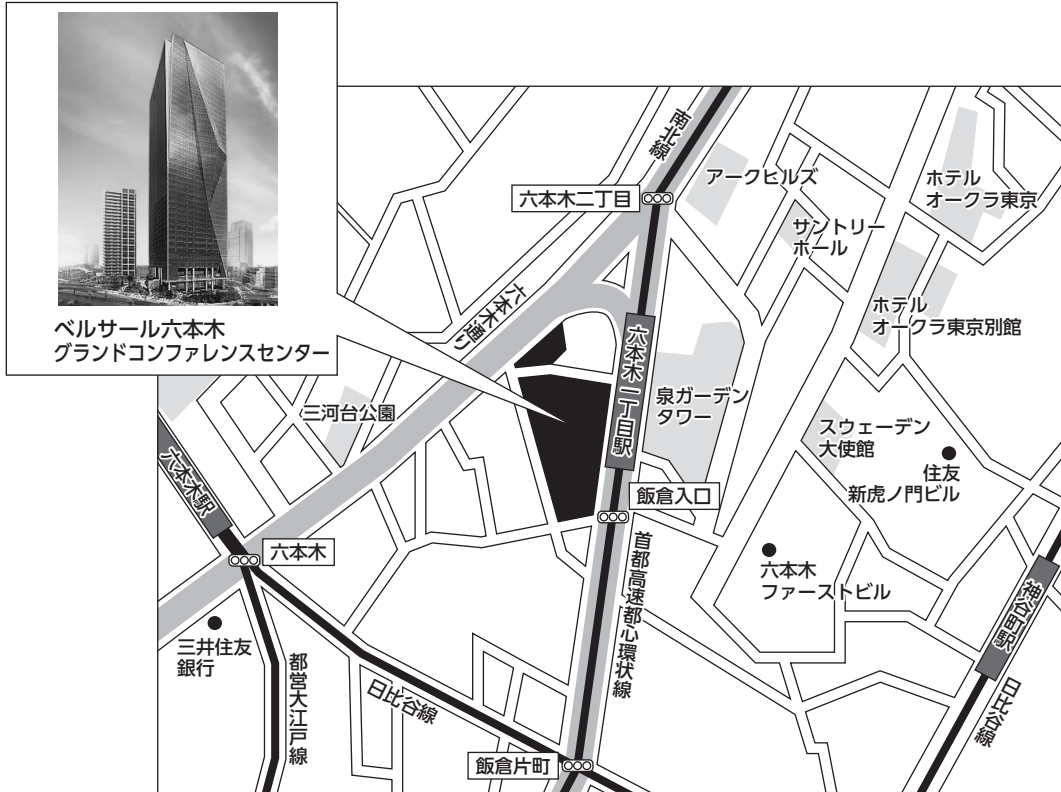 ベルサール六本木
グランドコンファレンスセンター
南北線
六本木二丁目
アークヒルズ
ホテル
オークラ東京
サントリー
ホール
六本木通り
ホテル
オークラ東京別館
六本木一丁目駅
泉ガーデン
タワー
三河台公園
スウェーデン
大使館
住友
新虎ノ門ビル
六本木駅
飯倉入口
六本木
首都高速都心環状線
六本木
ファーストビル
神谷町駅
三井住友
銀行
都営大江戸線
日比谷線
日比谷線
飯倉片町